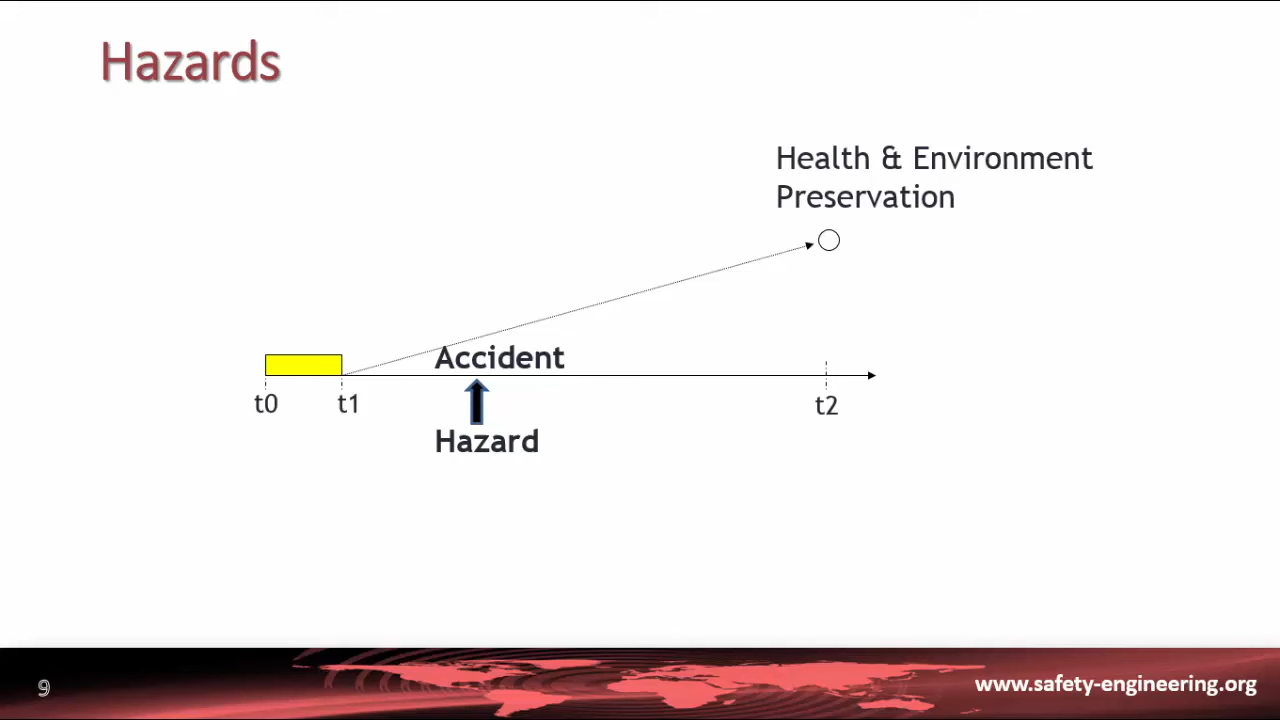 Hazards
Health & Environment
Preservation
Accident
t0
t1
t2
Hazard
9
www.safety-engineering.org